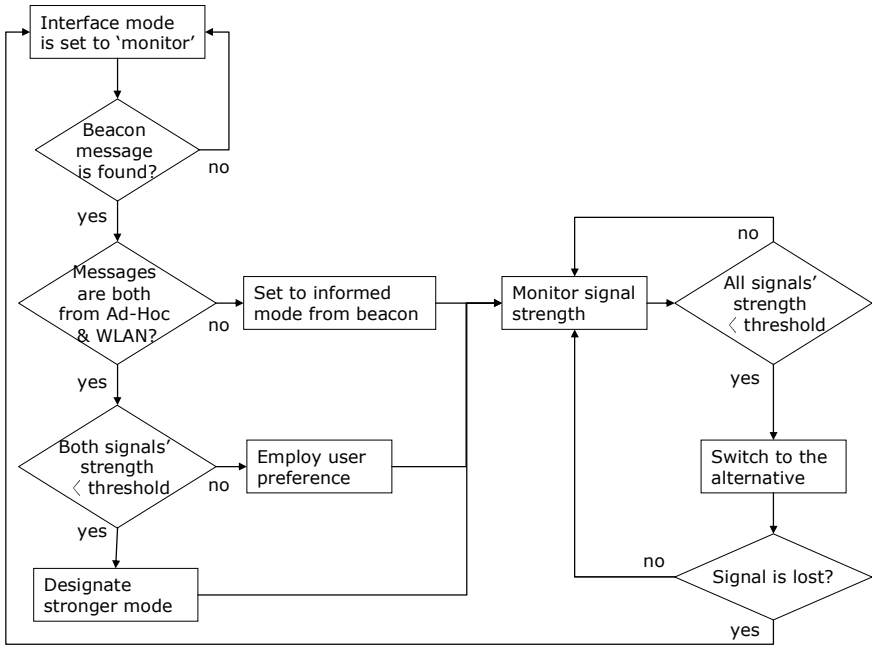 Interface mode
is set to ‘monitor’
Beacon
message
is found?
no
yes
Messages
are both
from Ad-Hoc
& WLAN?
no
yes
Set to informed
mode from beacon
Both signals’
strength
〈 threshold
no
yes
Employ user
preference
Designate
stronger mode
Monitor signal
strength
no
All signals’
strength
〈 threshold
yes
Switch to the
alternative
no
Signal is lost?
yes